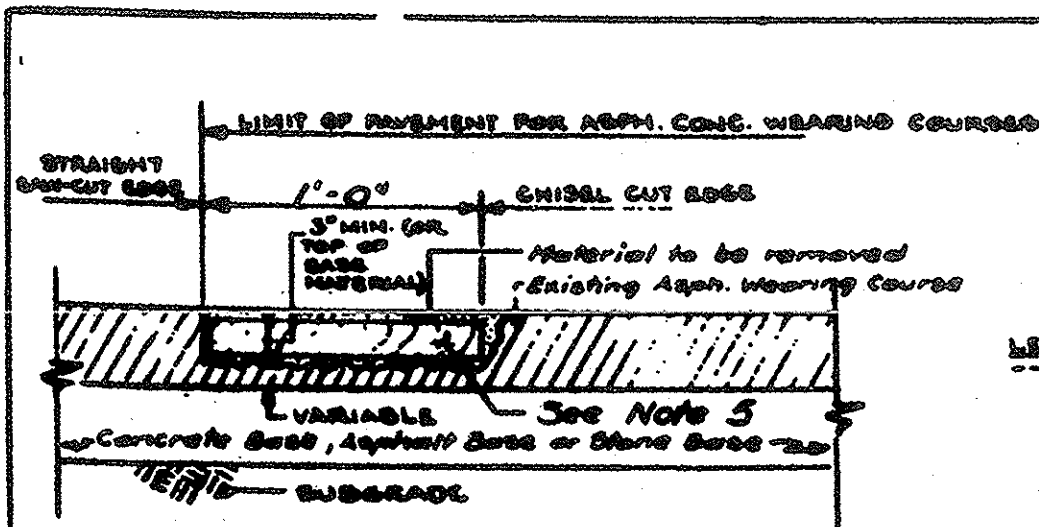 LIMIT OF PAVEMENT FOR ASPH. CONC. WEARING COURSES
STRAIGHT
SAW-CUT EDGE
1'-0"
CHISEL CUT EDGE
3" MIN. (OR
TOP OF
BASE
MATERIAL)
Material to be removed
Existing Asph. Wearing Course
VARIABLE
See Note 5
Concrete Base, Asphalt Base or Stone Base
SUBGRADE